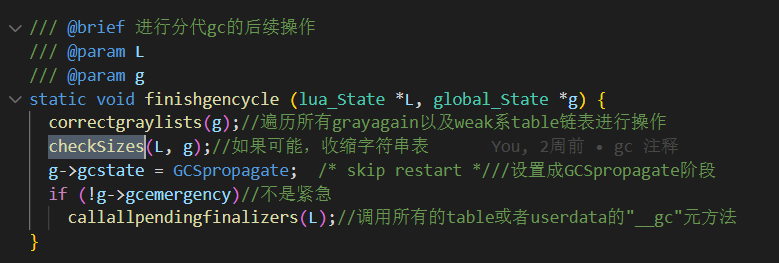 /// @brief 进行分代gc的后续操作
/// @param L
/// @param g
static void finishgencycle (lua_State *L, global_State *g) {
correctgraylists(g);//遍历所有grayagain以及weak系table链表进行操作
checkSizes(L, g);//如果可能，收缩字符串表 You, 2周前 • gc 注释
g->gcstate = GCSpropagate; /* skip restart *///设置成GCSpropagate阶段
if (!g->gcemergency)//不是紧急
callallpendingfinalizers(L);//调用所有的table或者userdata的"__gc"元方法
}